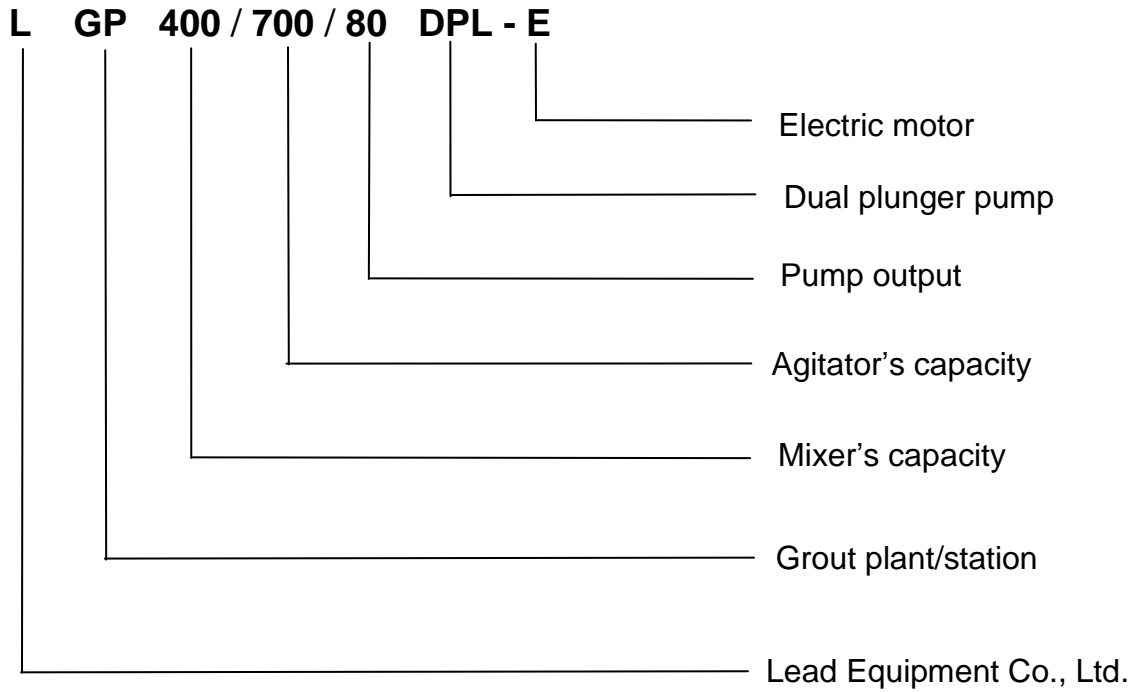 L GP 400 / 700 / 80 DPL - E
Electric motor
Dual plunger pump
Pump output
Agitator’s capacity
Mixer’s capacity
Grout plant/station
Lead Equipment Co., Ltd.